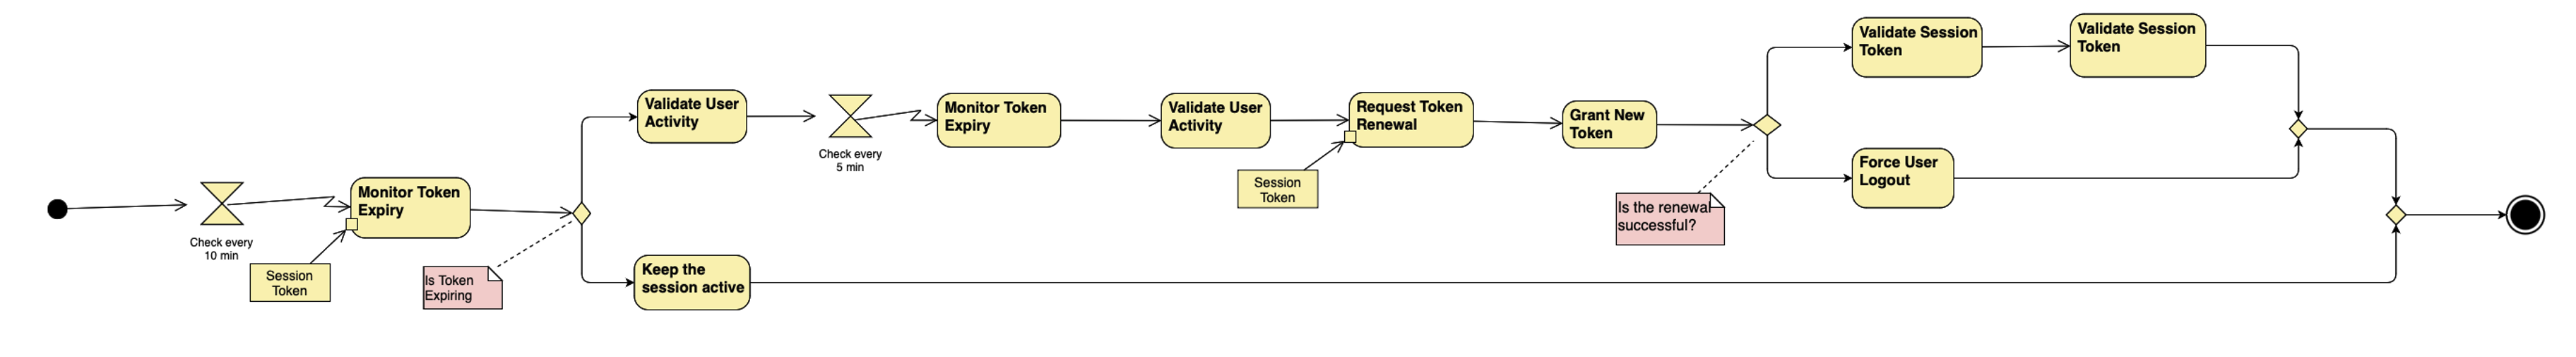 Check every
10 min
Session
Token
Monitor Token
Expiry
Is Token
Expiring
Validate User
Activity
Keep the
session active
Check every
5 min
Monitor Token
Expiry
Validate User
Activity
Session
Token
Request Token
Renewal
Grant New
Token
Is the renewal
successful?
Validate Session
Token
Validate Session
Token
Force User
Logout